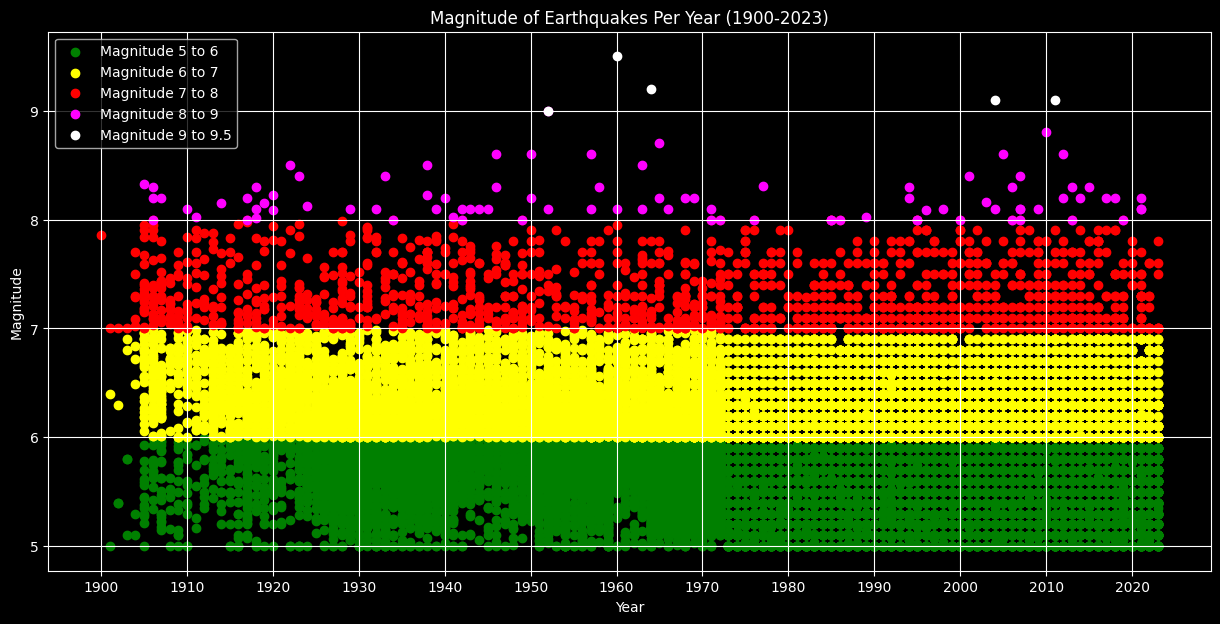 Magnitude of Earthquakes Per Year (1900-2023)
Magnitude 5 to 6
Magnitude 6 to 7
Magnitude 7 to 8
Magnitude 8 to 9
Magnitude 9 to 9.5
Magnitude
9
8
7
6
5
1900 1910 1920 1930 1940 1950 1960 1970 1980 1990 2000 2010 2020
Year